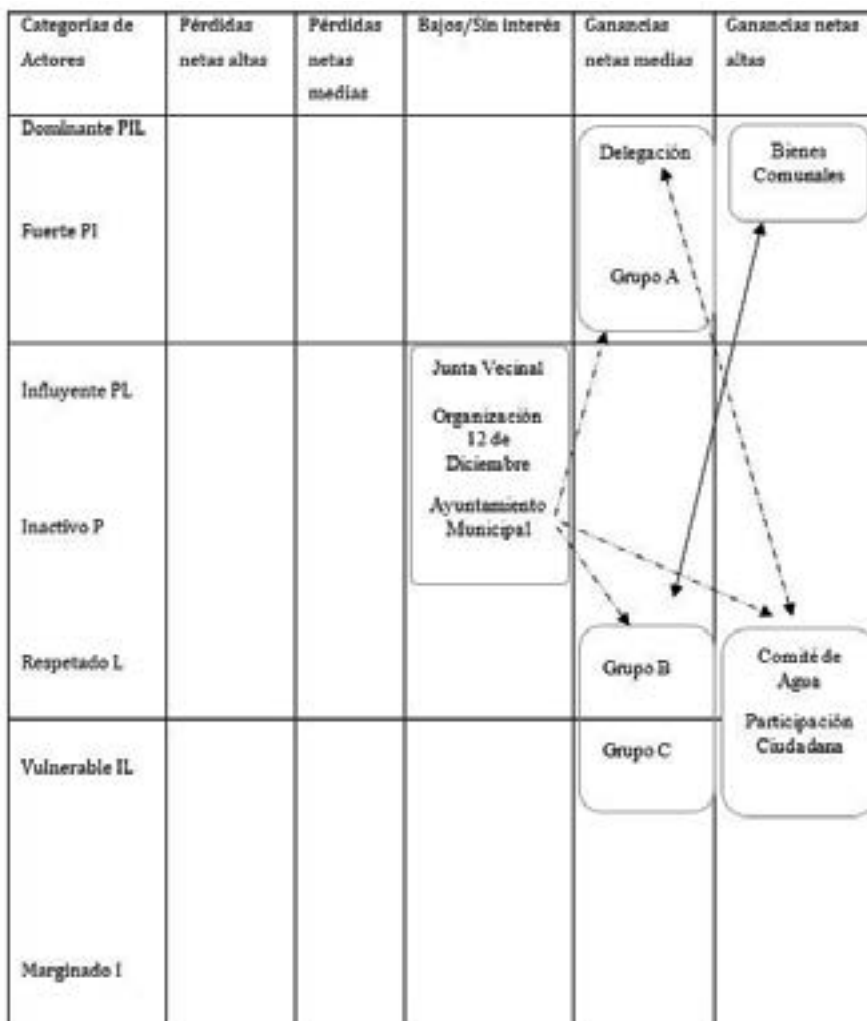 Categorías de
Actores
Pérdidas
netas altas
Pérdidas
netas
medias
Bajos/Sin interés
Ganancias
netas medias
Ganancias netas
altas
Dominante PIL
Delegación
Bienes
Comunales
Fuerte PI
Grupo A
Influyente PL
Junta Vecinal
Organización
12 de
Diciembre
Inactivo P
Ayuntamiento
Municipal
Respetado L
Grupo B
Comité de
Agua
Participación
Ciudadana
Vulnerable IL
Grupo C
Marginado I